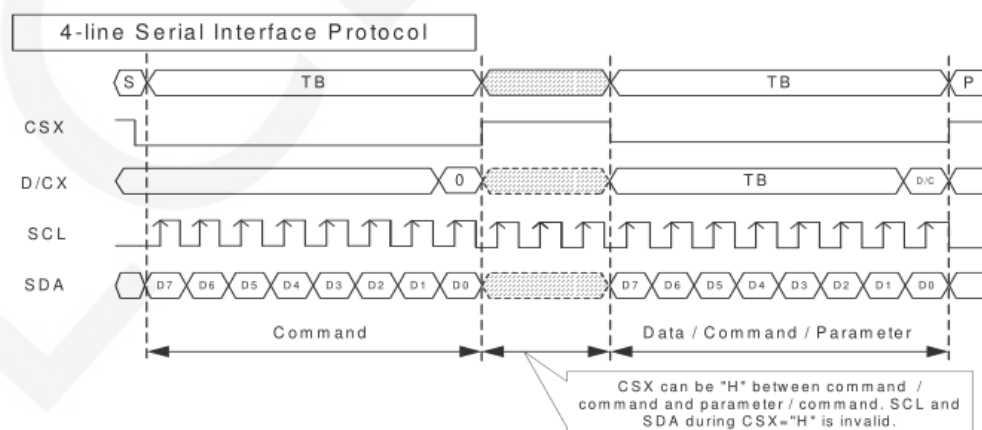 4-line Serial Interface Protocol
S TB TB P
CSX
D/CX 0 TB D/C
SCL
SDA D7 D6 D5 D4 D3 D2 D1 D0 D7 D6 D5 D4 D3 D2 D1 D0
Command Data / Command / Parameter
CSX can be "H" between command /
command and parameter / command. SCL and
SDA during CSX="H" is invalid.